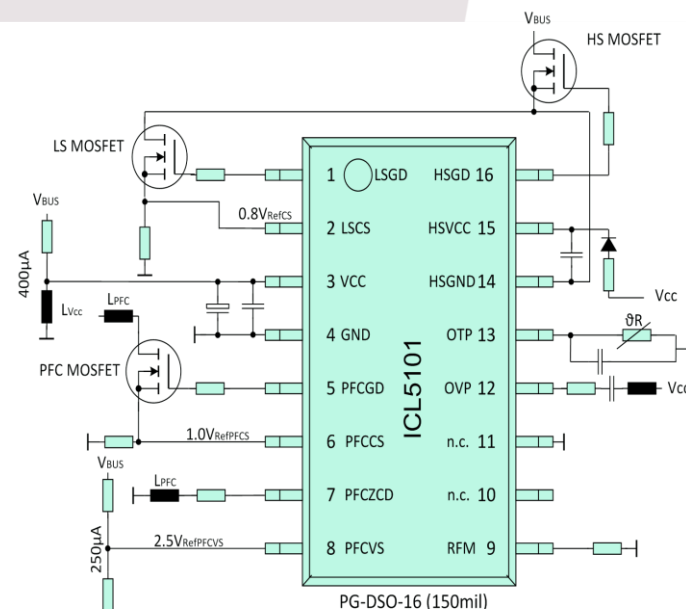 VBUS
HS MOSFET
LS MOSFET
1 LSGD
HSGD 16
VBUS
0.8VRefCS
2 LSCS
HSVCC 15
400µA
LVcc
3 VCC
HSGND 14
Vcc
LPFC
4 GND
OTP 13
ϑR
PFC MOSFET
5 PFCGD
OVP 12
ICL5101
1.0VRefPFCS
6 PFCCS
n.c. 11
VBUS
LPFC
7 PFCZCD
n.c. 10
250µA
2.5VRefPFCVS
8 PFCVS
RFM 9
PG-DSO-16 (150mil)